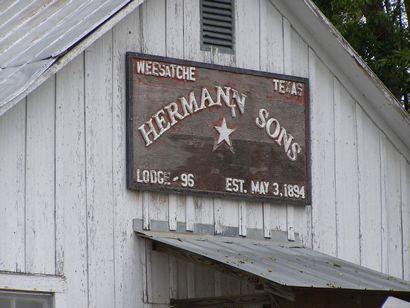 WEESATCHE TEXAS
HERMANN SONS
LODGE - 96 EST. MAY 3, 1894